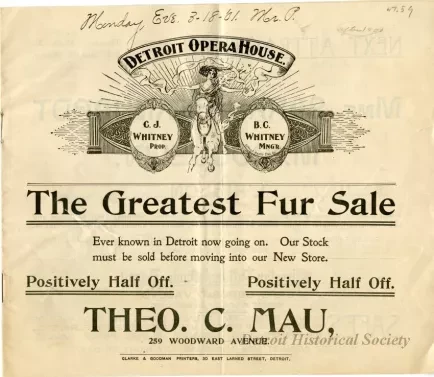 Monday, Eve. 3-18-01. Mr. P.
DETROIT OPERA HOUSE.
C. J.
WHITNEY
PROP.
B. C.
WHITNEY
MNGR.
The Greatest Fur Sale
Ever known in Detroit now going on. Our Stock
must be sold before moving into our New Store.
Positively Half Off. Positively Half Off.
THEO. C. MAU,
259 WOODWARD AVENUE.
Detroit Historical Society
CLARKE & GOODMAN PRINTERS, 30 EAST LARNED STREET, DETROIT.